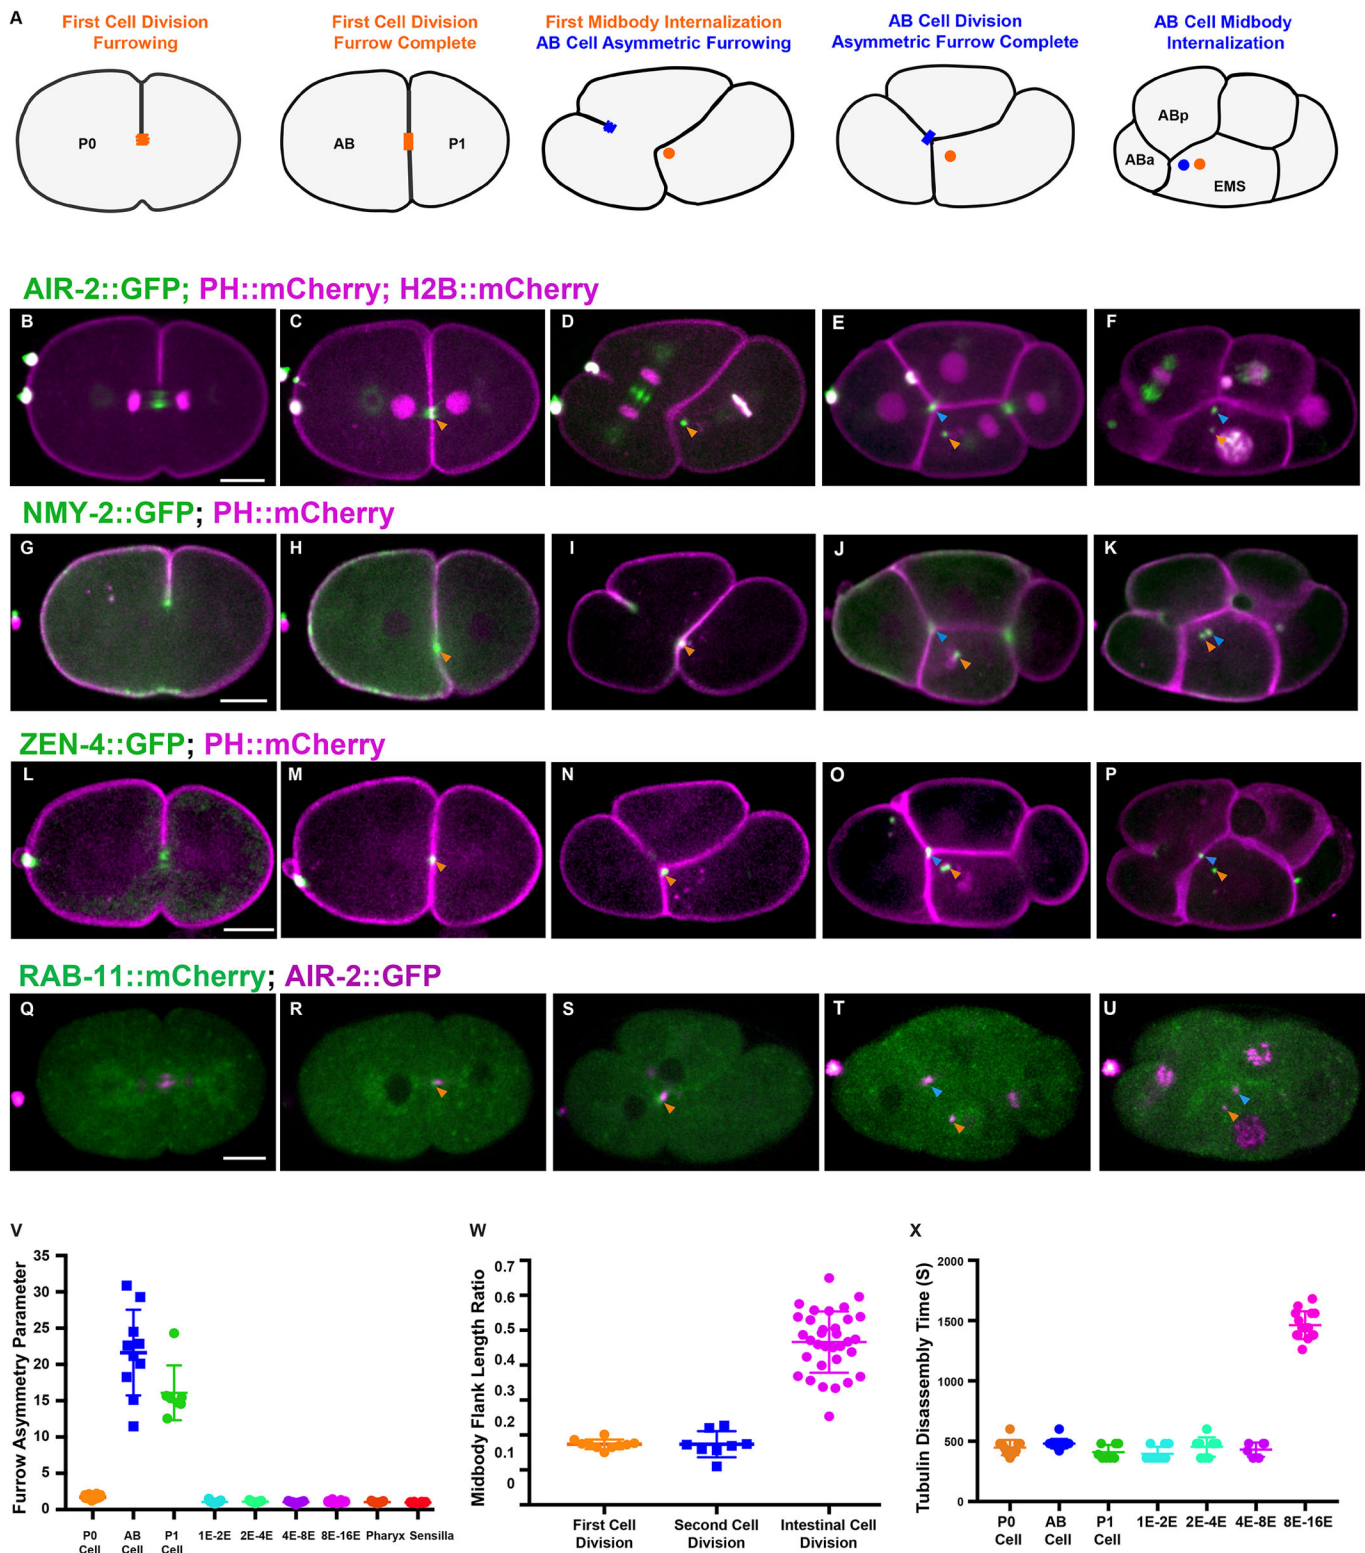 A
First Cell Division
Furrowing
First Cell Division
Furrow Complete
First Midbody Internalization
AB Cell Asymmetric Furrowing
AB Cell Division
Asymmetric Furrow Complete
AB Cell Midbody
Internalization
P0
AB
P1
ABp
ABa
EMS
AIR-2::GFP; PH::mCherry; H2B::mCherry
B
C
D
E
F
NMY-2::GFP; PH::mCherry
G
H
I
J
K
ZEN-4::GFP; PH::mCherry
L
M
N
O
P
RAB-11::mCherry; AIR-2::GFP
Q
R
S
T
U
V
Furrow Asymmetry Parameter
35
30
25
20
15
10
5
0
P0
Cell
AB
Cell
P1
Cell
1E-2E
2E-4E
4E-8E
8E-16E
Pharyx
Sensilla
W
Midbody Flank Length Ratio
0.7
0.6
0.5
0.4
0.3
0.2
0.1
0
First Cell
Division
Second Cell
Division
Intestinal Cell
Division
X
Tubulin Disassembly Time (S)
2000
1500
1000
500
0
P0
Cell
AB
Cell
P1
Cell
1E-2E
2E-4E
4E-8E
8E-16E